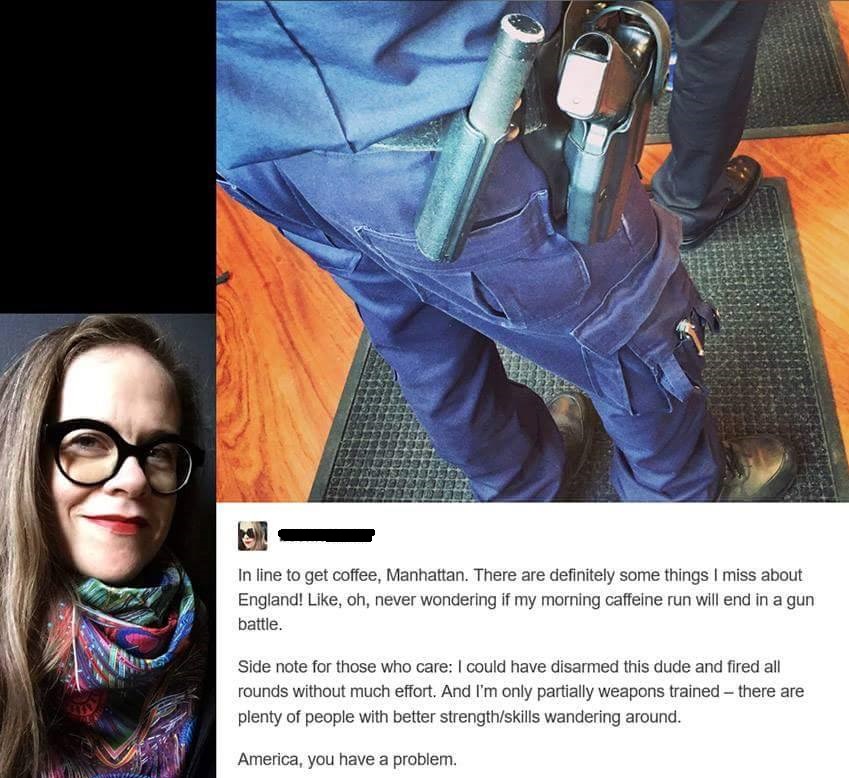 In line to get coffee, Manhattan. There are definitely some things I miss about
England! Like, oh, never wondering if my morning caffeine run will end in a gun
battle.
Side note for those who care: I could have disarmed this dude and fired all
rounds without much effort. And I'm only partially weapons trained – there are
plenty of people with better strength/skills wandering around.
America, you have a problem.